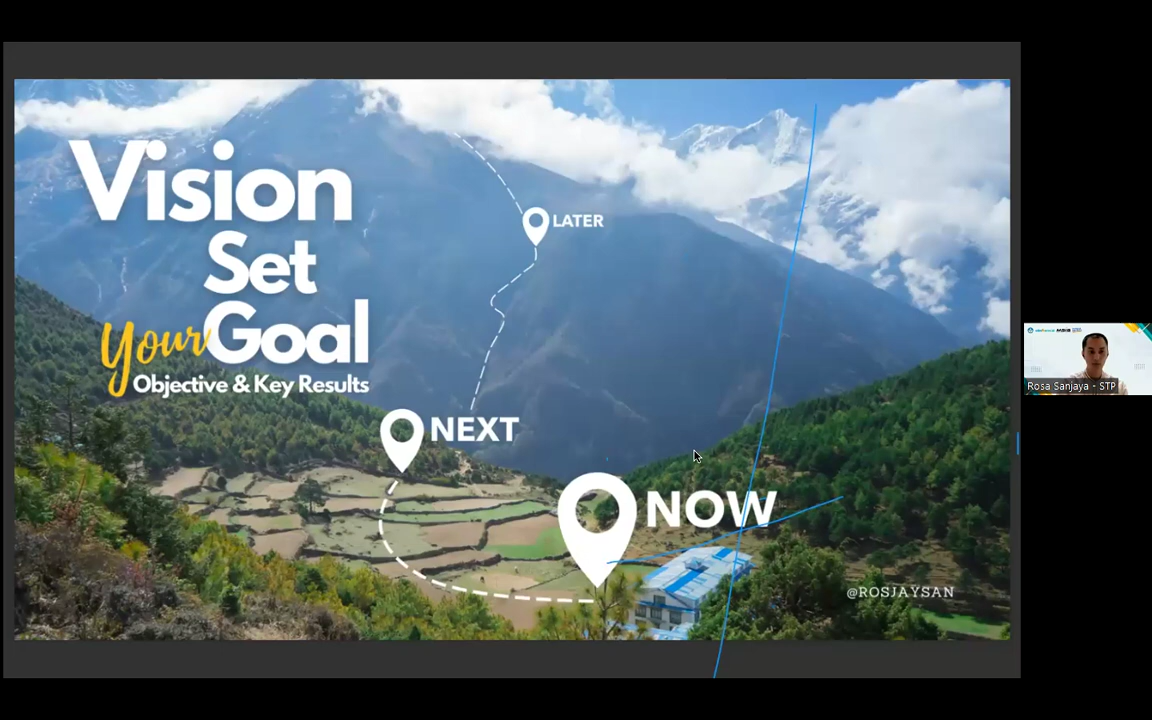 Vision
Set
Your Goal
Objective & Key Results
LATER
NEXT
NOW
@ROSJAYSAN
Rosa Sanjaya - STP